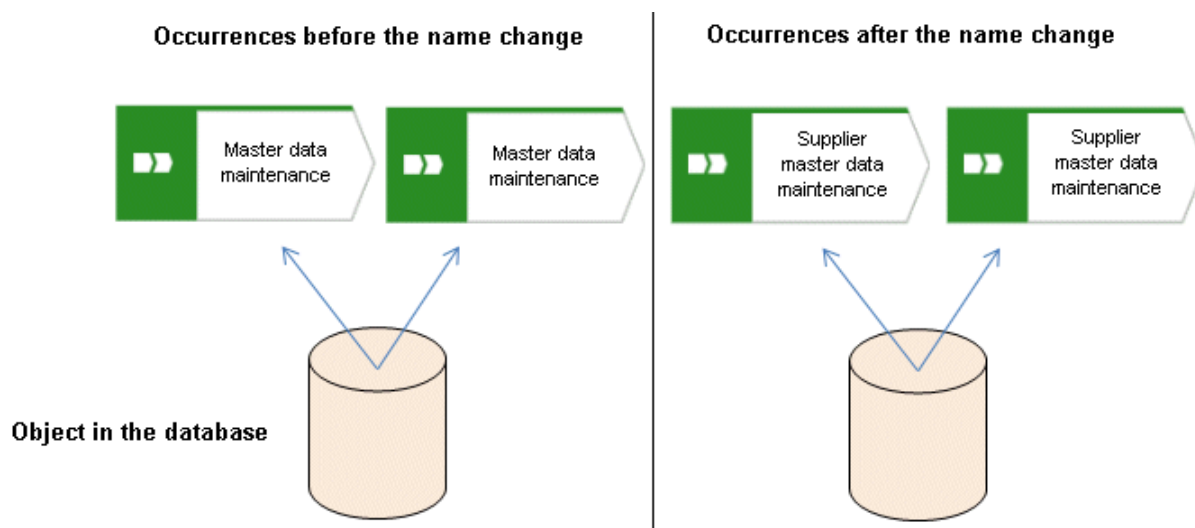 Occurrences before the name change
Occurrences after the name change
Master data
maintenance
Master data
maintenance
Supplier
master data
maintenance
Supplier
master data
maintenance
Object in the database